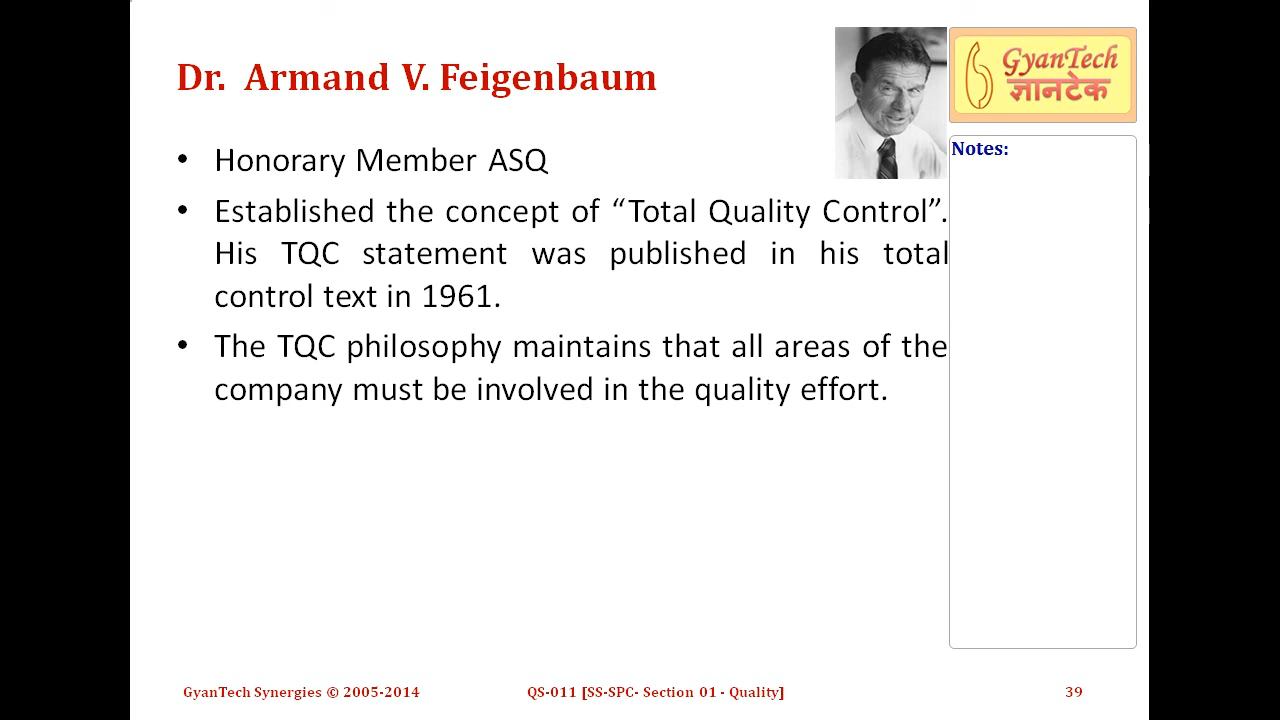 Dr. Armand V. Feigenbaum
GyanTech
ज्ञानटेक
Notes:
• Honorary Member ASQ
• Established the concept of “Total Quality Control”.
His TQC statement was published in his total
control text in 1961.
• The TQC philosophy maintains that all areas of the
company must be involved in the quality effort.
GyanTech Synergies © 2005-2014
QS-011 [SS-SPC- Section 01 - Quality]
39